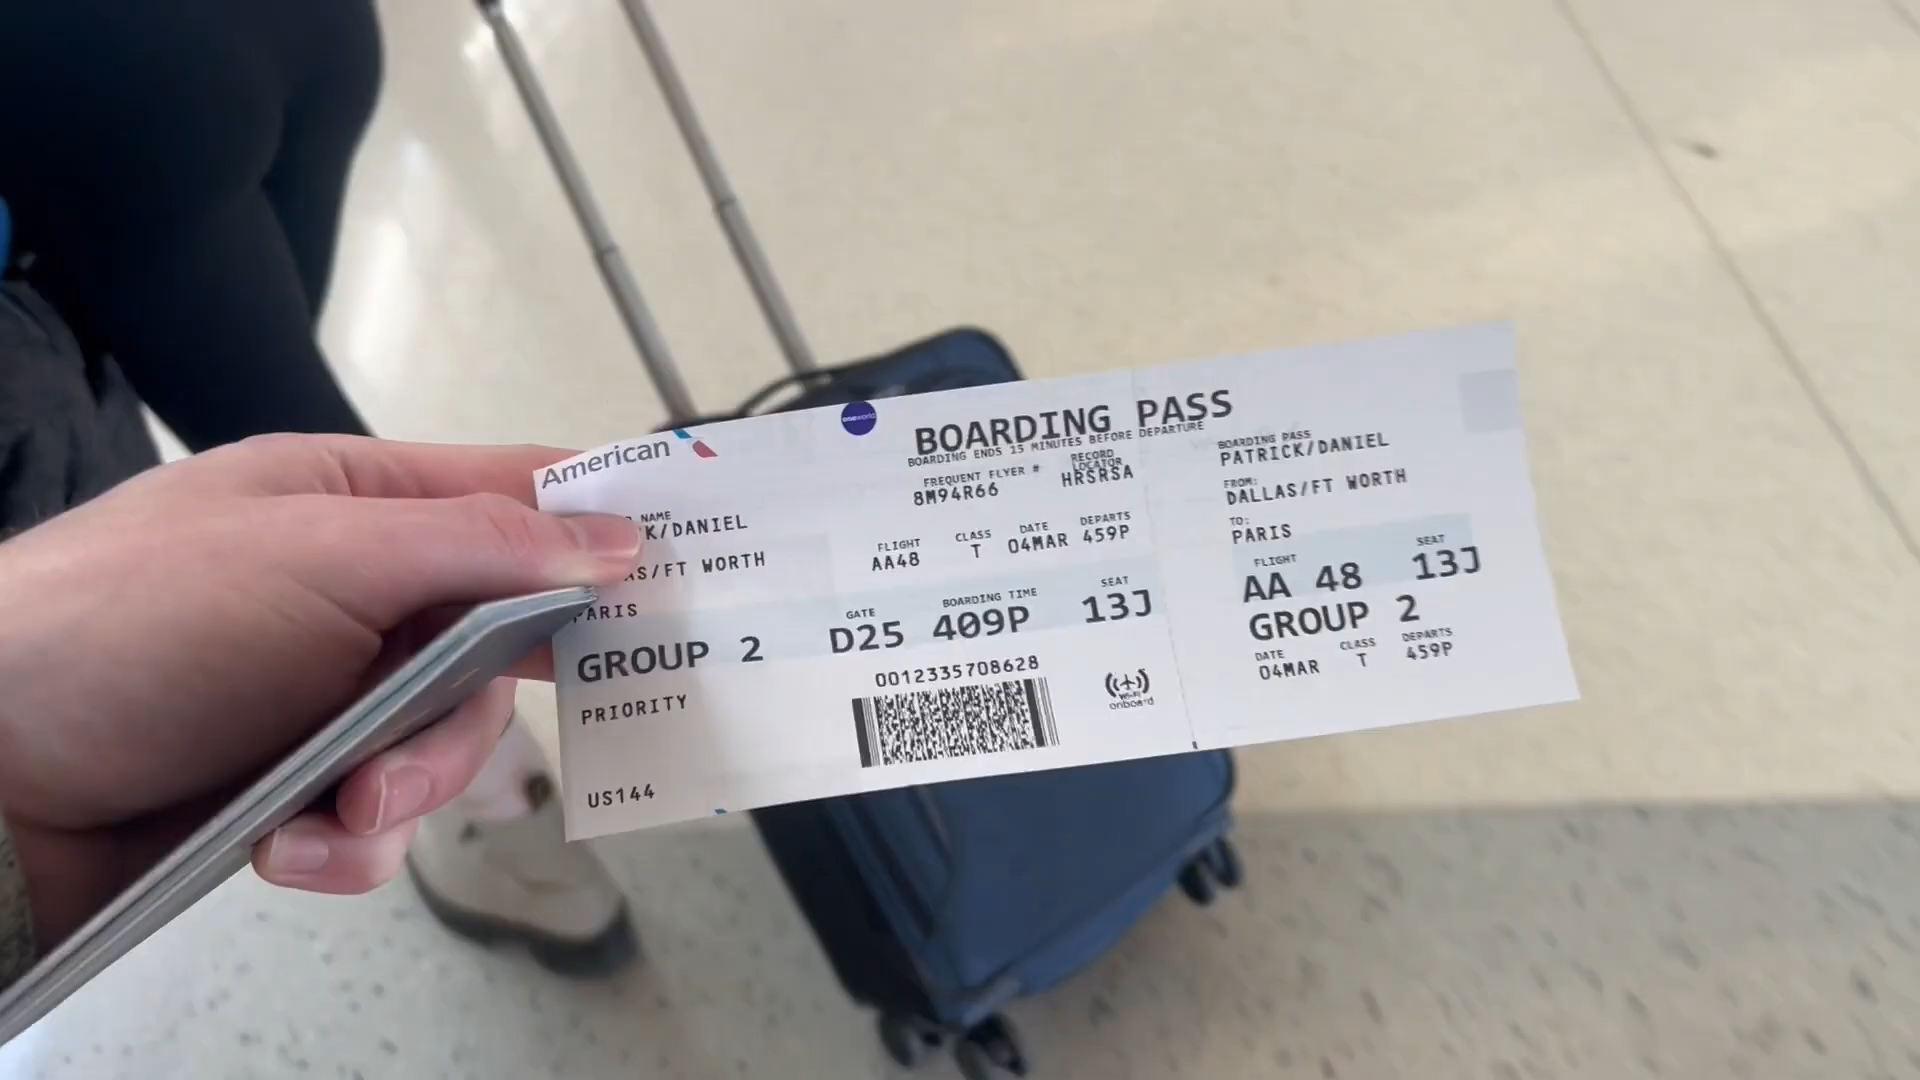 American
oneworld
BOARDING PASS
BOARDING ENDS 15 MINUTES BEFORE DEPARTURE
FREQUENT FLYER # RECORD LOCATOR
8M94R66 HRSRSA
NAME
K/DANIEL
AS/FT WORTH
PARIS
FLIGHT CLASS DATE DEPARTS
AA48 T 04MAR 459P
GATE BOARDING TIME SEAT
GROUP 2 D25 409P 13J
PRIORITY
0012335708628
Wi-Fi
onboard
US144
BOARDING PASS
PATRICK/DANIEL
FROM:
DALLAS/FT WORTH
TO:
PARIS
FLIGHT SEAT
AA 48 13J
GROUP 2
DATE CLASS DEPARTS
04MAR T 459P